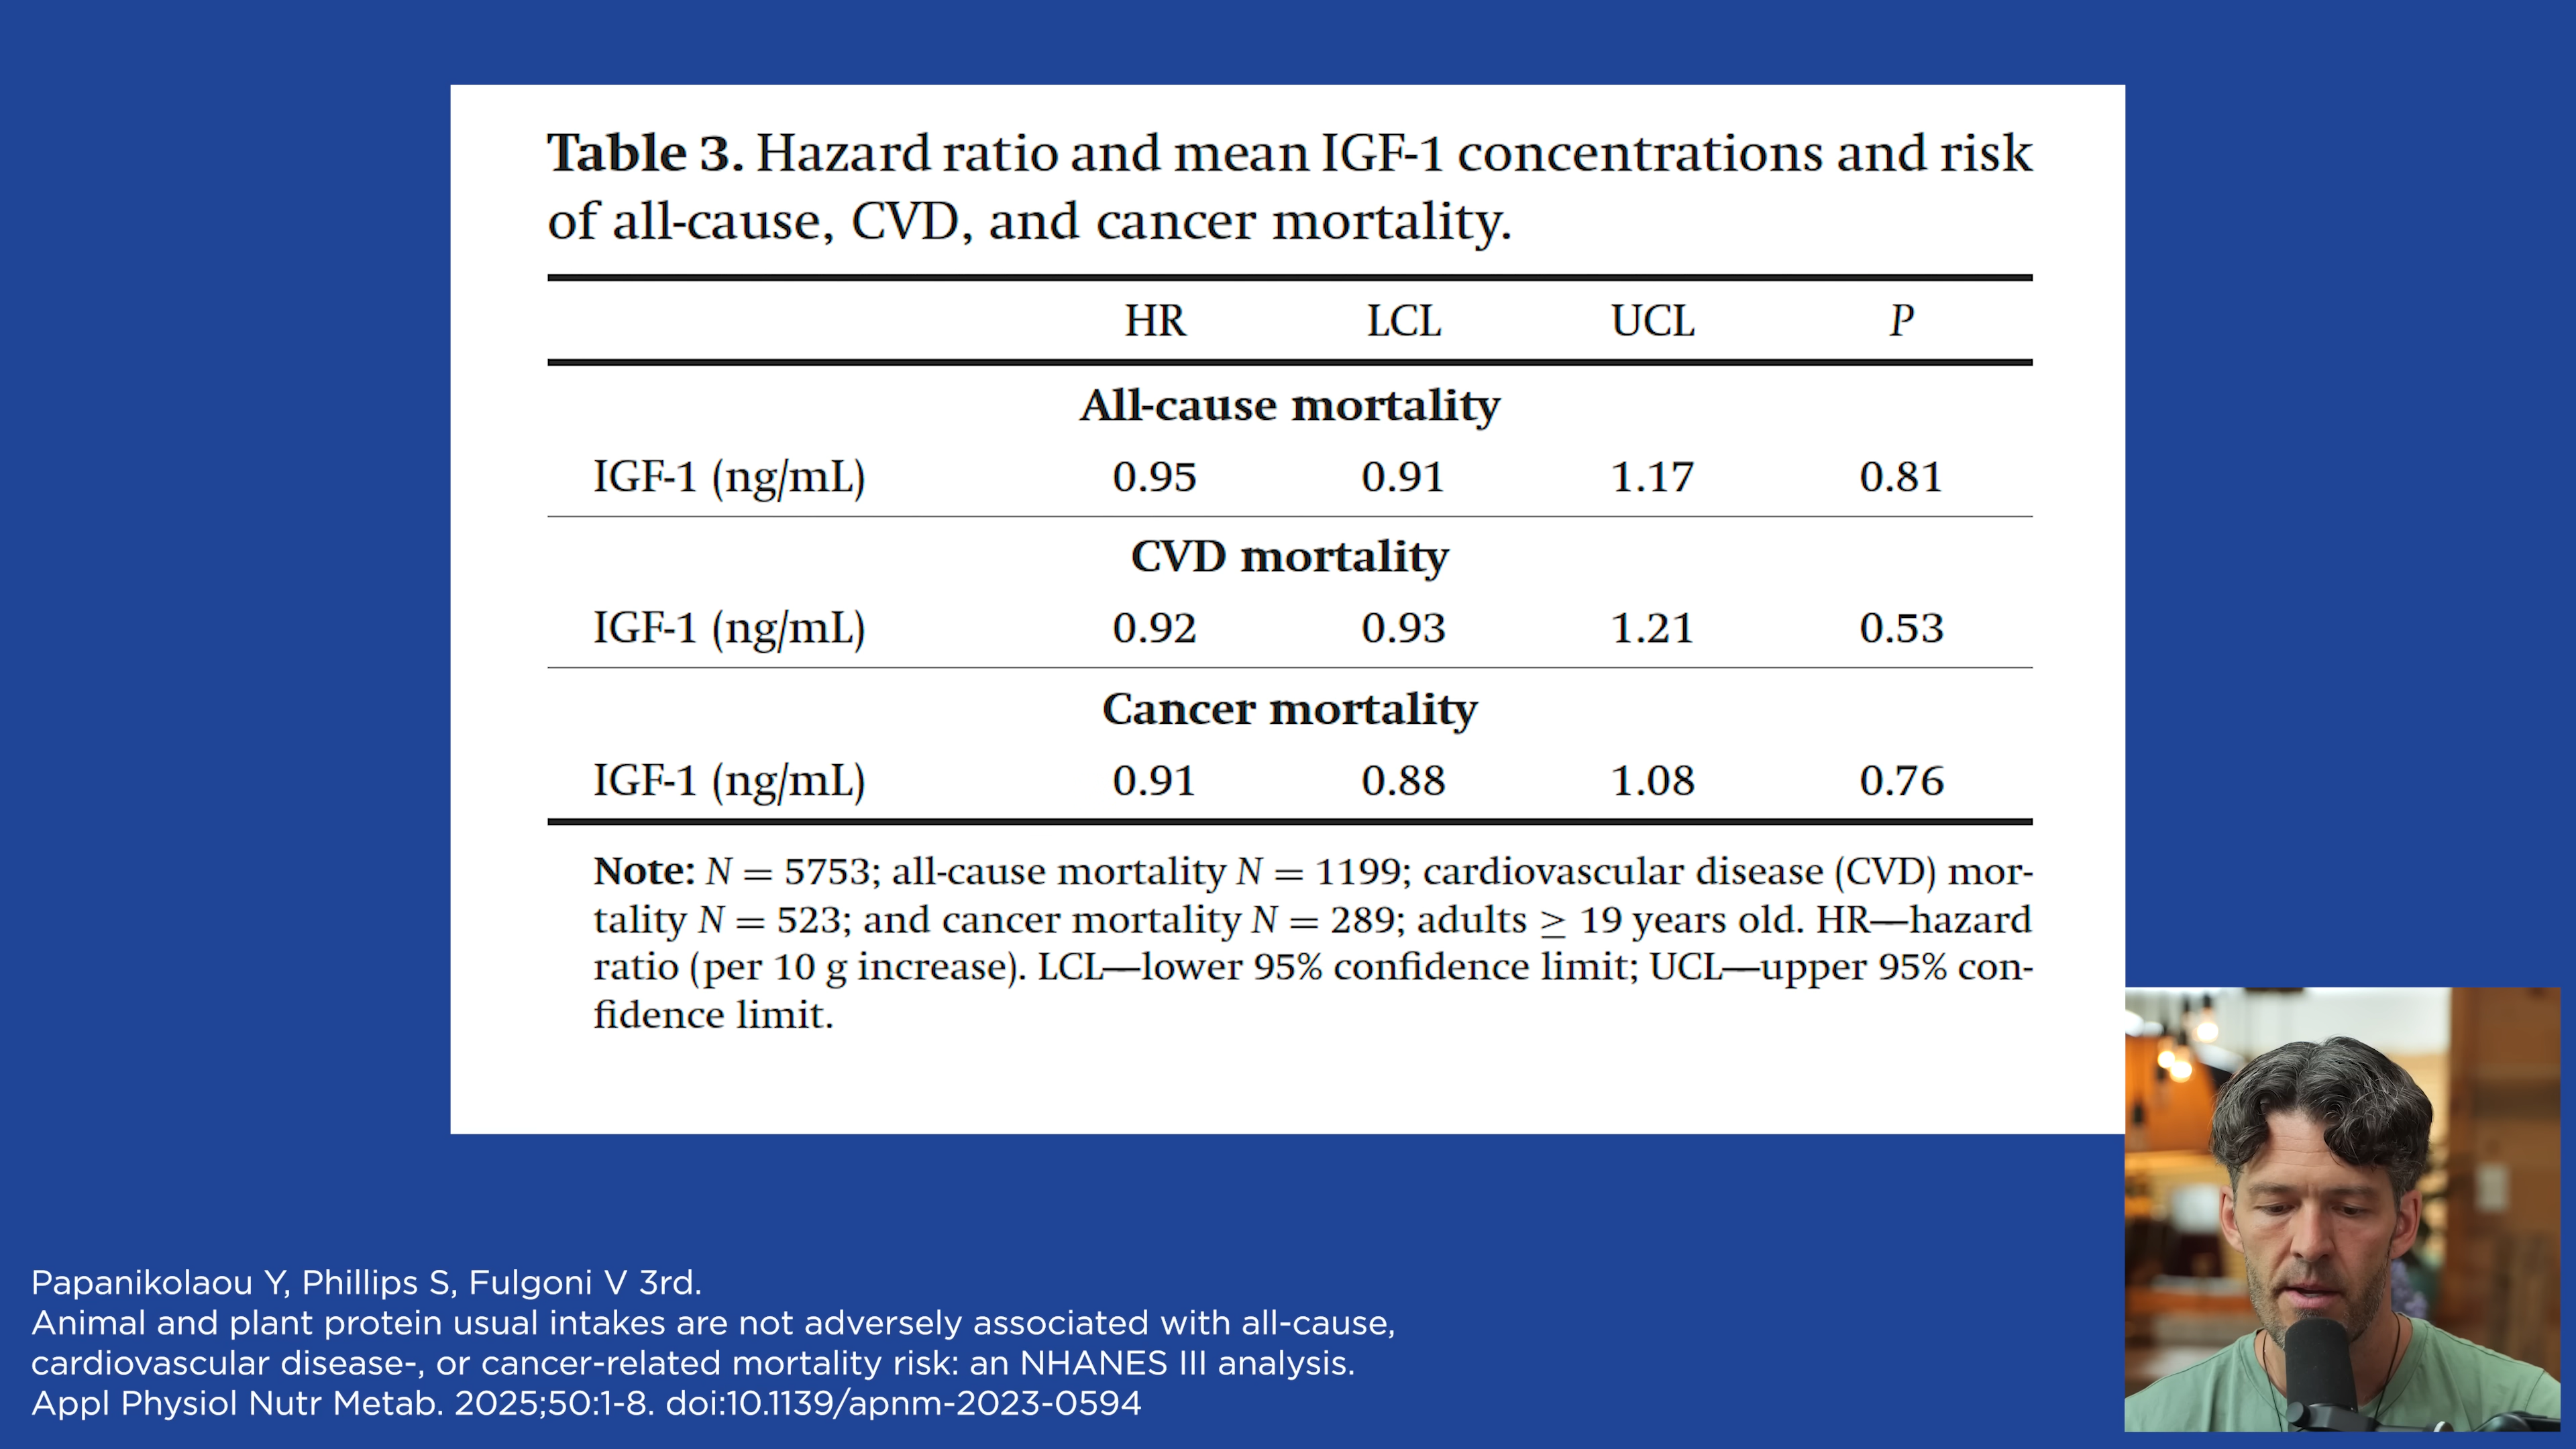 Table 3. Hazard ratio and mean IGF-1 concentrations and risk
of all-cause, CVD, and cancer mortality.
HR LCL UCL P
All-cause mortality
IGF-1 (ng/mL) 0.95 0.91 1.17 0.81
CVD mortality
IGF-1 (ng/mL) 0.92 0.93 1.21 0.53
Cancer mortality
IGF-1 (ng/mL) 0.91 0.88 1.08 0.76
Note: N = 5753; all-cause mortality N = 1199; cardiovascular disease (CVD) mor-
tality N = 523; and cancer mortality N = 289; adults ≥ 19 years old. HR—hazard
ratio (per 10 g increase). LCL—lower 95% confidence limit; UCL—upper 95% con-
fidence limit.
Papanikolaou Y, Phillips S, Fulgoni V 3rd.
Animal and plant protein usual intakes are not adversely associated with all-cause,
cardiovascular disease-, or cancer-related mortality risk: an NHANES III analysis.
Appl Physiol Nutr Metab. 2025;50:1-8. doi:10.1139/apnm-2023-0594